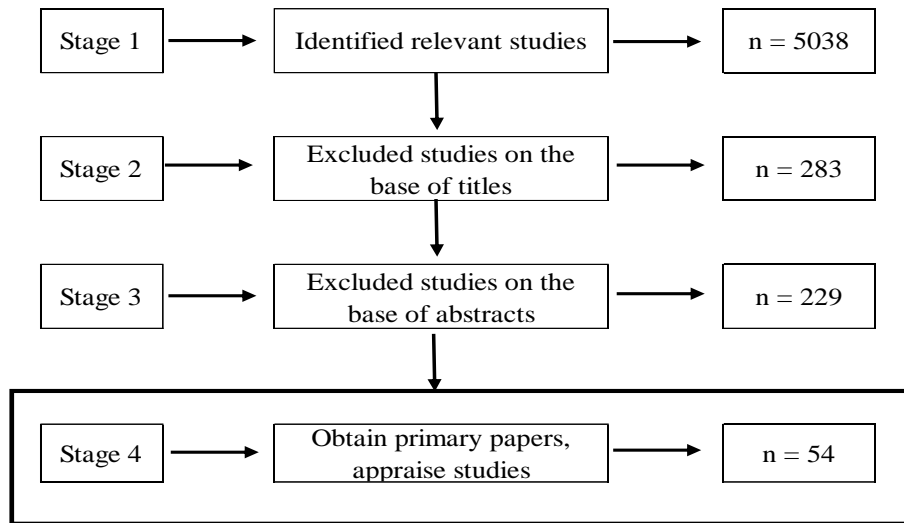 Stage 1
Identified relevant studies
n = 5038
Stage 2
Excluded studies on the
base of titles
n = 283
Stage 3
Excluded studies on the
base of abstracts
n = 229
Stage 4
Obtain primary papers,
appraise studies
n = 54